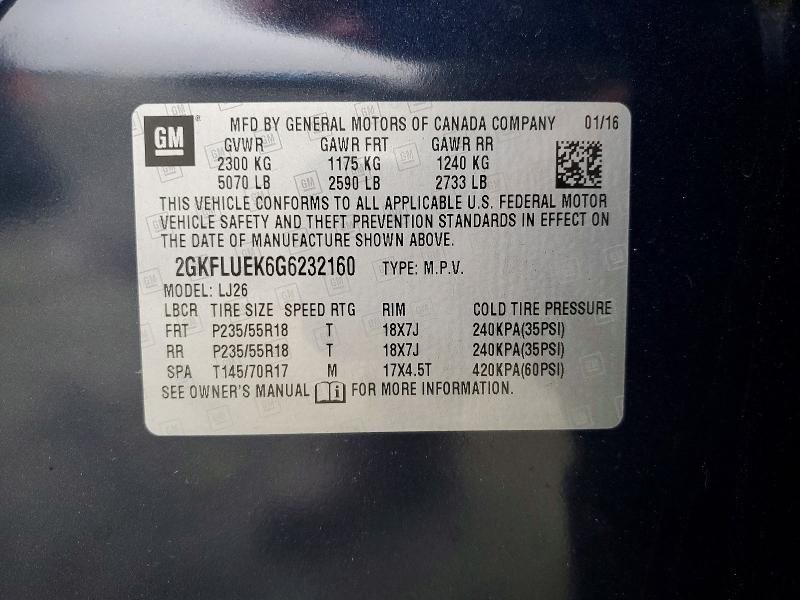 GM ® MFD BY GENERAL MOTORS OF CANADA COMPANY 01/16
GVWR GAWR FRT GAWR RR
2300 KG 1175 KG 1240 KG
5070 LB 2590 LB 2733 LB
THIS VEHICLE CONFORMS TO ALL APPLICABLE U.S. FEDERAL MOTOR
VEHICLE SAFETY AND THEFT PREVENTION STANDARDS IN EFFECT ON
THE DATE OF MANUFACTURE SHOWN ABOVE.
2GKFLUEK6G6232160 TYPE: M.P.V.
MODEL: LJ26
LBCR TIRE SIZE SPEED RTG RIM COLD TIRE PRESSURE
FRT P235/55R18 T 18X7J 240KPA(35PSI)
RR P235/55R18 T 18X7J 240KPA(35PSI)
SPA T145/70R17 M 17X4.5T 420KPA(60PSI)
SEE OWNER'S MANUAL i FOR MORE INFORMATION.